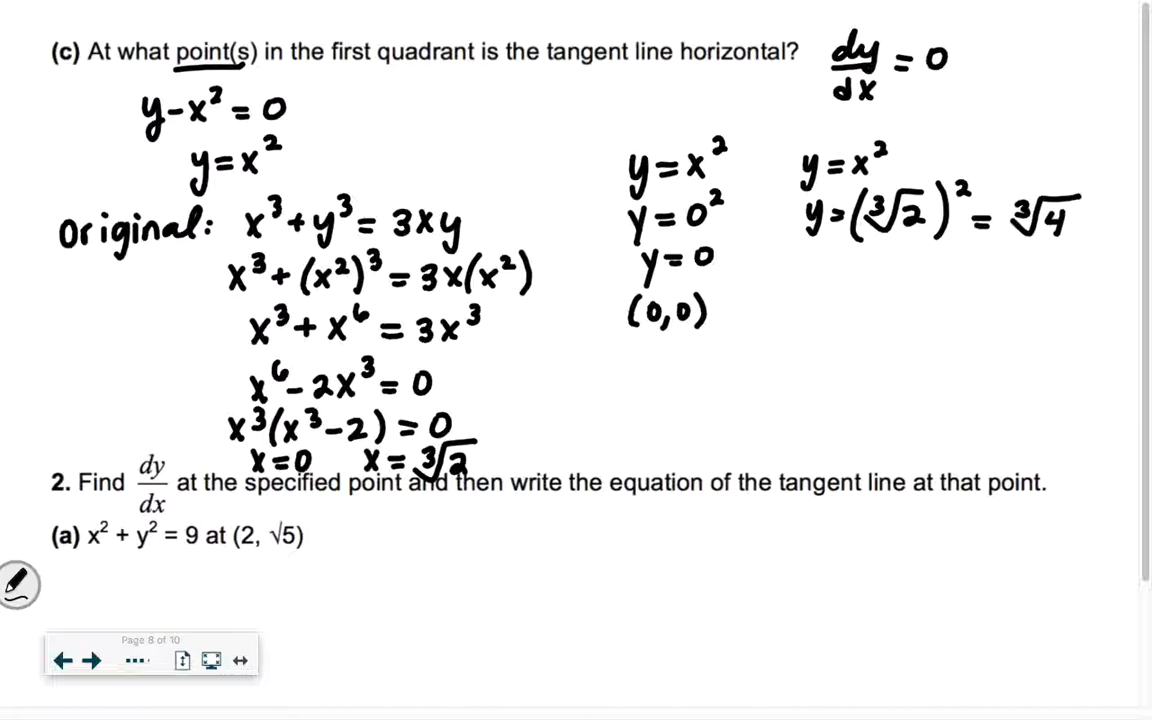 (c) At what point(s) in the first quadrant is the tangent line horizontal? dy/dx = 0
y-x² = 0
y=x²
Original: x³+y³ = 3xy
x³+(x²)³ = 3x(x²)
x³+x⁶ = 3x³
x⁶-2x³ = 0
x³(x³-2) = 0
x=0 x=∛2
y=x²
y=0²
y=0
(0,0)
y=x²
y=(∛2)² = ∛4
2. Find dy/dx at the specified point and then write the equation of the tangent line at that point.
(a) x² + y² = 9 at (2, √5)
Page 8 of 10